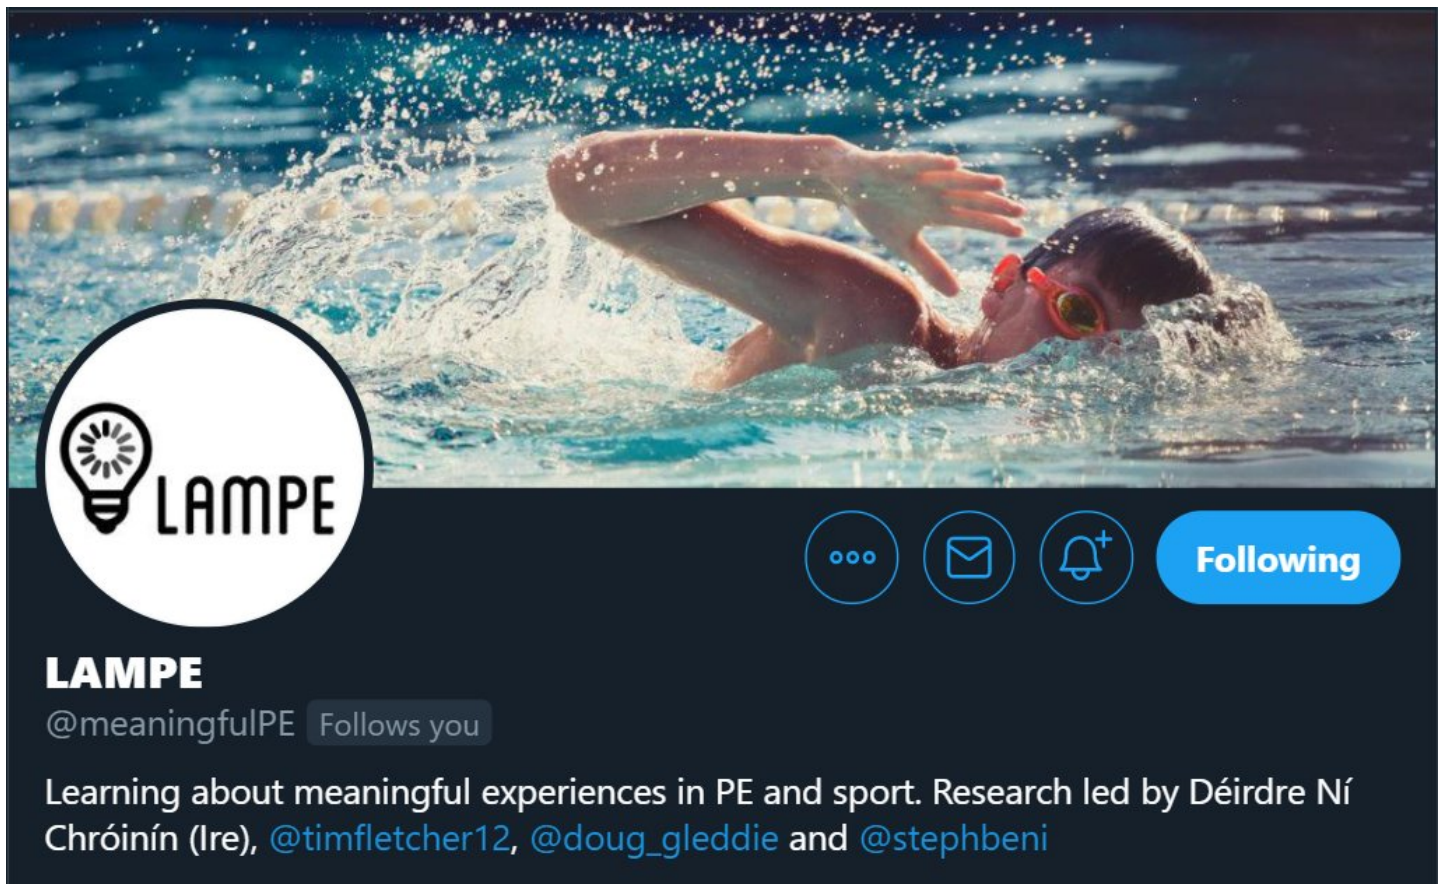 LAMPE
Following
LAMPE
@meaningfulPE Follows you
Learning about meaningful experiences in PE and sport. Research led by Déirdre Ní
Chróinín (Ire), @timfletcher12, @doug_gleddie and @stephbeni